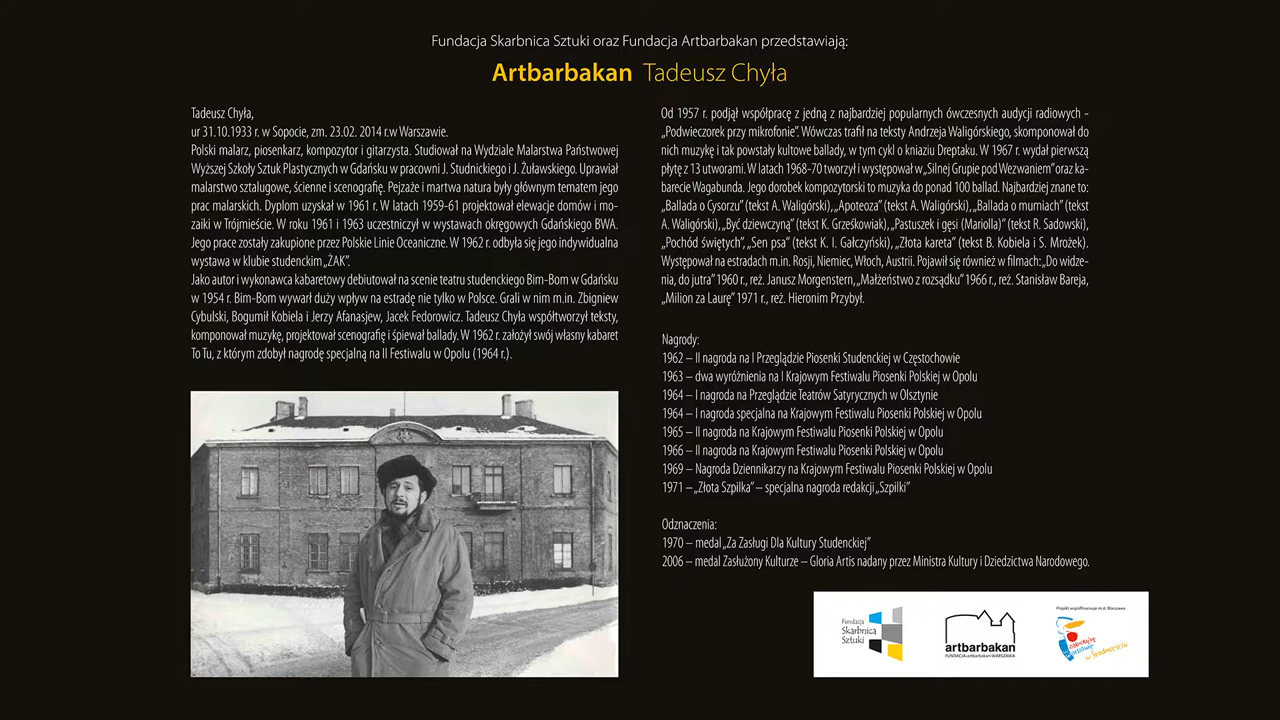 Fundacja Skarbnica Sztuki oraz Fundacja Artbarbakan przedstawiają:
Artbarbakan Tadeusz Chyła
Tadeusz Chyła,
ur 31.10.1933 r. w Sopocie, zm. 23.02. 2014 r.w Warszawie.
Polski malarz, piosenkarz, kompozytor i gitarzysta. Studiował na Wydziale Malarstwa Państwowej
Wyższej Szkoły Sztuk Plastycznych w Gdańsku w pracowni J. Studnickiego i J. Żuławskiego. Uprawiał
malarstwo sztalugowe, ścienne i scenografię. Pejzaże i martwa natura były głównym tematem jego
prac malarskich. Dyplom uzyskał w 1961 r. W latach 1959-61 projektował elewacje domów i mo-
zaiki w Trójmieście. W roku 1961 i 1963 uczestniczył w wystawach okręgowych Gdańskiego BWA.
Jego prace zostały zakupione przez Polskie Linie Oceaniczne. W 1962 r. odbyła się jego indywidualna
wystawa w klubie studenckim „ŻAK”.
Jako autor i wykonawca kabaretowy debiutował na scenie teatru studenckiego Bim-Bom w Gdańsku
w 1954 r. Bim-Bom wywarł duży wpływ na estradę nie tylko w Polsce. Grali w nim m.in. Zbigniew
Cybulski, Bogumił Kobiela i Jerzy Afanasjew, Jacek Fedorowicz. Tadeusz Chyła współtworzył teksty,
komponował muzykę, projektował scenografię i śpiewał ballady. W 1962 r. założył swój własny kabaret
To Tu, z którym zdobył nagrodę specjalną na II Festiwalu w Opolu (1964 r.).
Od 1957 r. podjął współpracę z jedną z najbardziej popularnych ówczesnych audycji radiowych -
„Podwieczorek przy mikrofonie”. Wówczas trafił na teksty Andrzeja Waligórskiego, skomponował do
nich muzykę i tak powstały kultowe ballady, w tym cykl o kniaziu Dreptaku. W 1967 r. wydał pierwszą
płytę z 13 utworami. W latach 1968-70 tworzył i występował w „Silnej Grupie pod Wezwaniem” oraz ka-
barecie Wagabunda. Jego dorobek kompozytorski to muzyka do ponad 100 ballad. Najbardziej znane to:
„Ballada o Cysorzu” (tekst A. Waligórski), „Apoteoza” (tekst A. Waligórski), „Ballada o mumiach” (tekst
A. Waligórski), „Być dziewczyną” (tekst K. Grześkowiak), „Pastuszek i gęsi (Mariolla)” (tekst R. Sadowski),
„Pochód świętych”, „Sen psa” (tekst K. I. Gałczyński), „Złota kareta” (tekst B. Kobiela i S. Mrożek).
Występował na estradach m.in. Rosji, Niemiec, Włoch, Austrii. Pojawił się również w filmach: „Do widze-
nia, do jutra” 1960 r., reż. Janusz Morgenstern, „Małżeństwo z rozsądku” 1966 r., reż. Stanisław Bareja,
„Milion za Laurę” 1971 r., reż. Hieronim Przybył.
Nagrody:
1962 – II nagroda na I Przeglądzie Piosenki Studenckiej w Częstochowie
1963 – dwa wyróżnienia na I Krajowym Festiwalu Piosenki Polskiej w Opolu
1964 – I nagroda na Przeglądzie Teatrów Satyrycznych w Olsztynie
1964 – I nagroda specjalna na Krajowym Festiwalu Piosenki Polskiej w Opolu
1965 – II nagroda na Krajowym Festiwalu Piosenki Polskiej w Opolu
1966 – II nagroda na Krajowym Festiwalu Piosenki Polskiej w Opolu
1969 – Nagroda Dziennikarzy na Krajowym Festiwalu Piosenki Polskiej w Opolu
1971 – „Złota Szpilka” – specjalna nagroda redakcji „Szpilki”
Odznaczenia:
1970 – medal „Za Zasługi Dla Kultury Studenckiej”
2006 – medal Zasłużony Kulturze – Gloria Artis nadany przez Ministra Kultury i Dziedzictwa Narodowego.
Fundacja
Skarbnica
Sztuki
artbarbakan
FUNDACJA-artbarbakan-WARSZAWA
Projekt współfinansuje m.st. Warszawa
w Śródmieściu